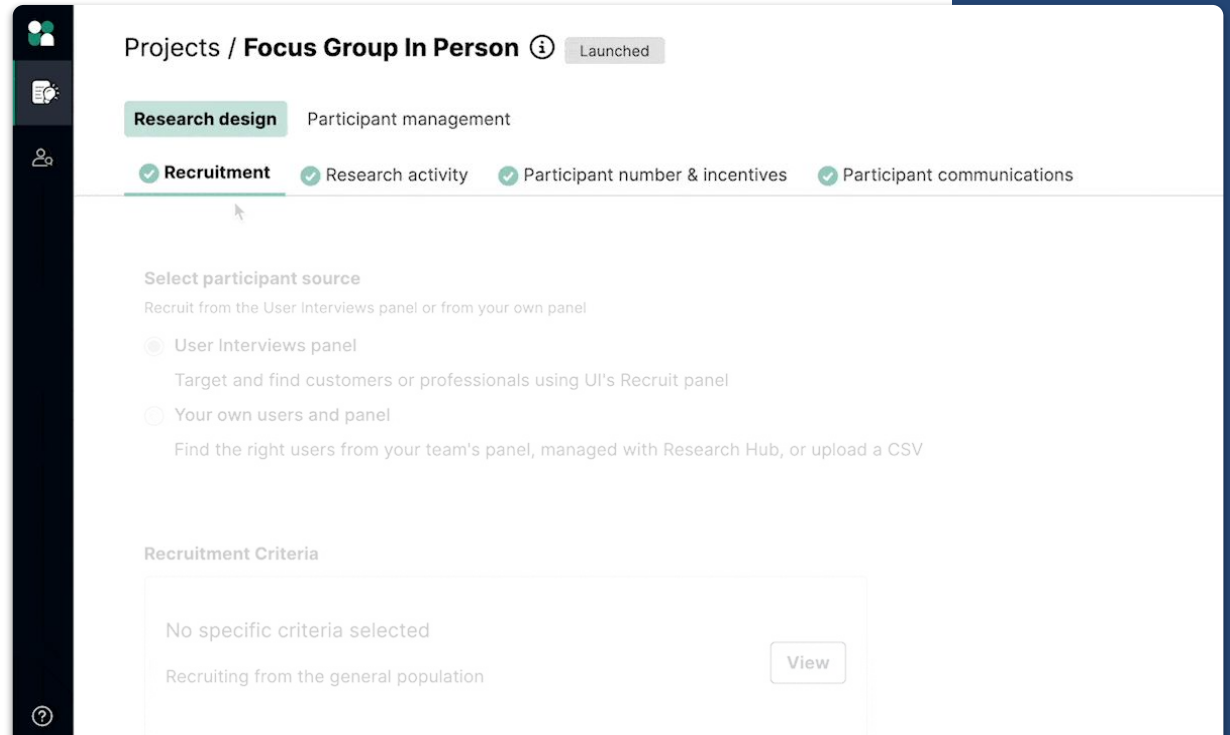 Projects / Focus Group In Person Launched
Research design Participant management
Recruitment Research activity Participant number & incentives Participant communications
Select participant source
Recruit from the User Interviews panel or from your own panel
User Interviews panel
Target and find customers or professionals using UI's Recruit panel
Your own users and panel
Find the right users from your team's panel, managed with Research Hub, or upload a CSV
Recruitment Criteria
No specific criteria selected
View
Recruiting from the general population